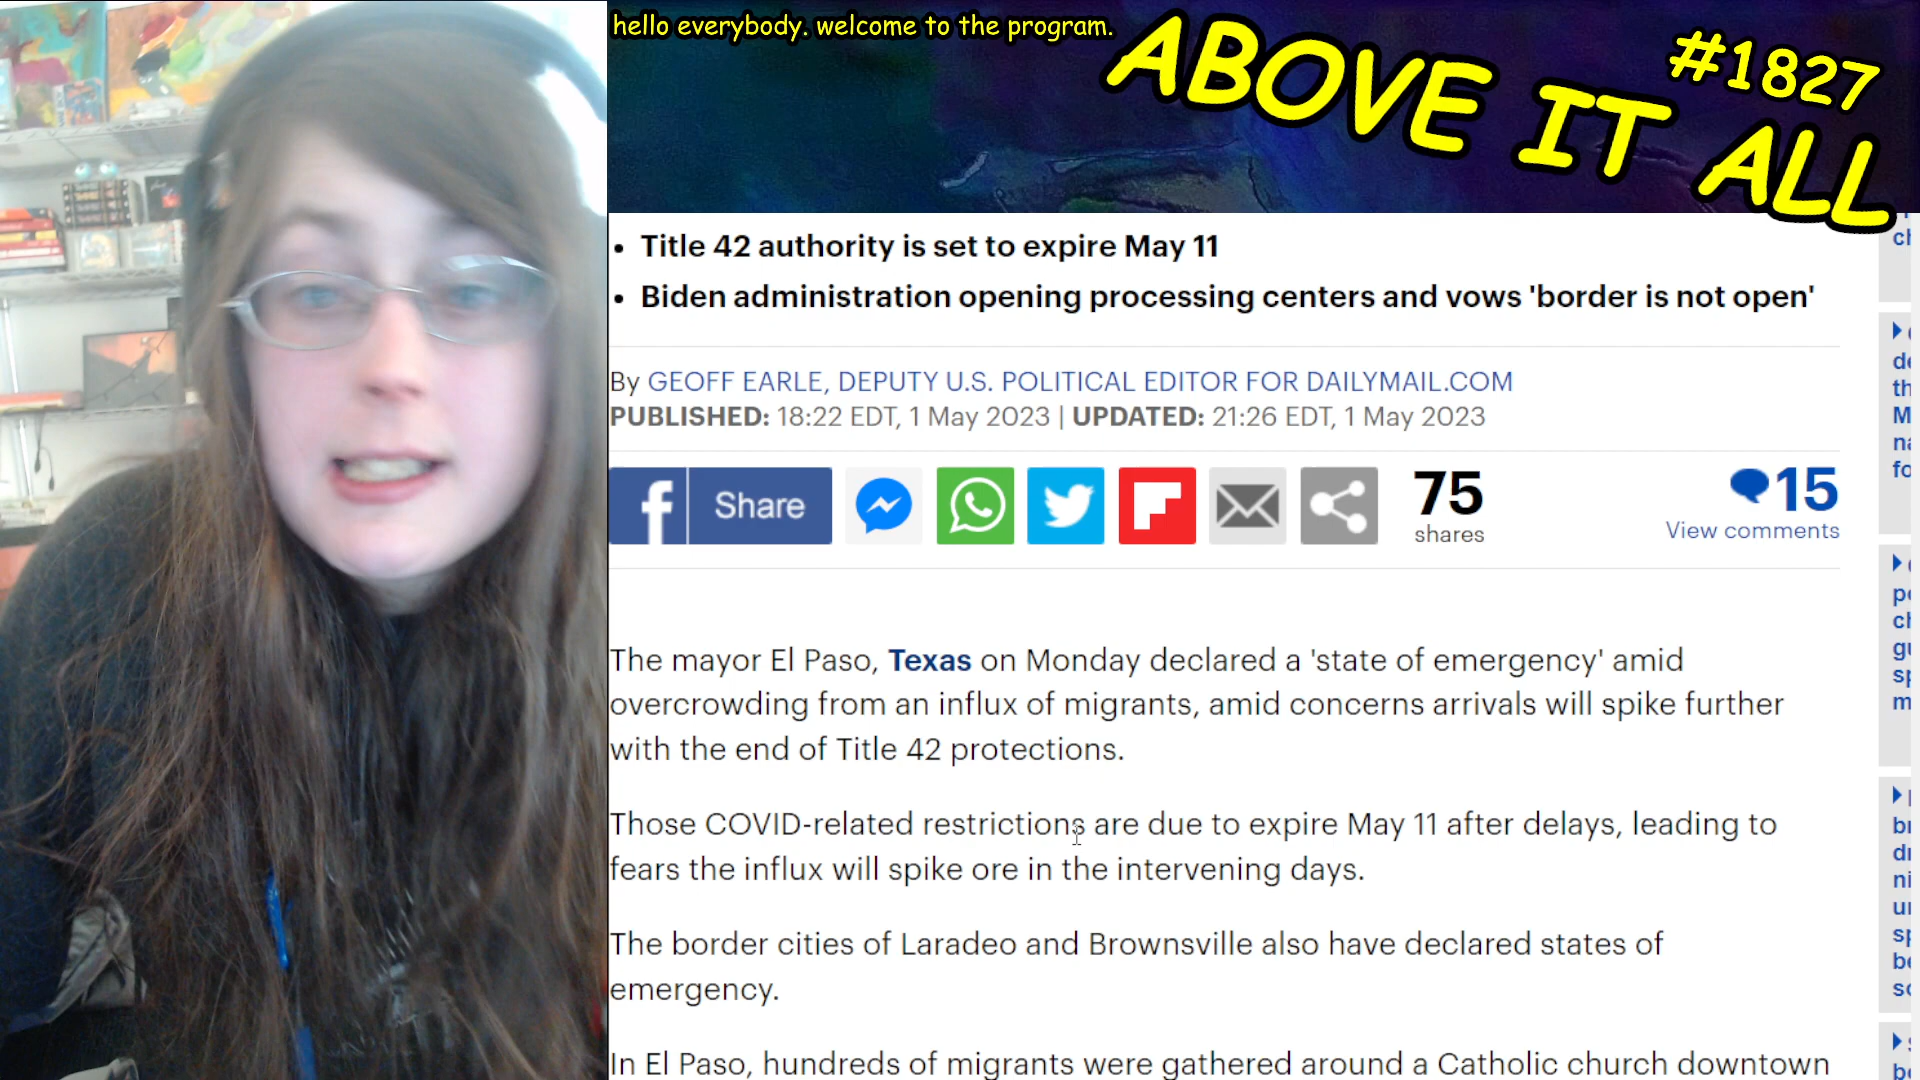 hello everybody. welcome to the program.
ABOVE IT ALL
#1827
• Title 42 authority is set to expire May 11
• Biden administration opening processing centers and vows 'border is not open'
By GEOFF EARLE, DEPUTY U.S. POLITICAL EDITOR FOR DAILYMAIL.COM
PUBLISHED: 18:22 EDT, 1 May 2023 | UPDATED: 21:26 EDT, 1 May 2023
Share
75
shares
15
View comments
The mayor El Paso, Texas on Monday declared a 'state of emergency' amid
overcrowding from an influx of migrants, amid concerns arrivals will spike further
with the end of Title 42 protections.
Those COVID-related restrictions are due to expire May 11 after delays, leading to
fears the influx will spike ore in the intervening days.
The border cities of Laradeo and Brownsville also have declared states of
emergency.
In El Paso, hundreds of migrants were gathered around a Catholic church downtown